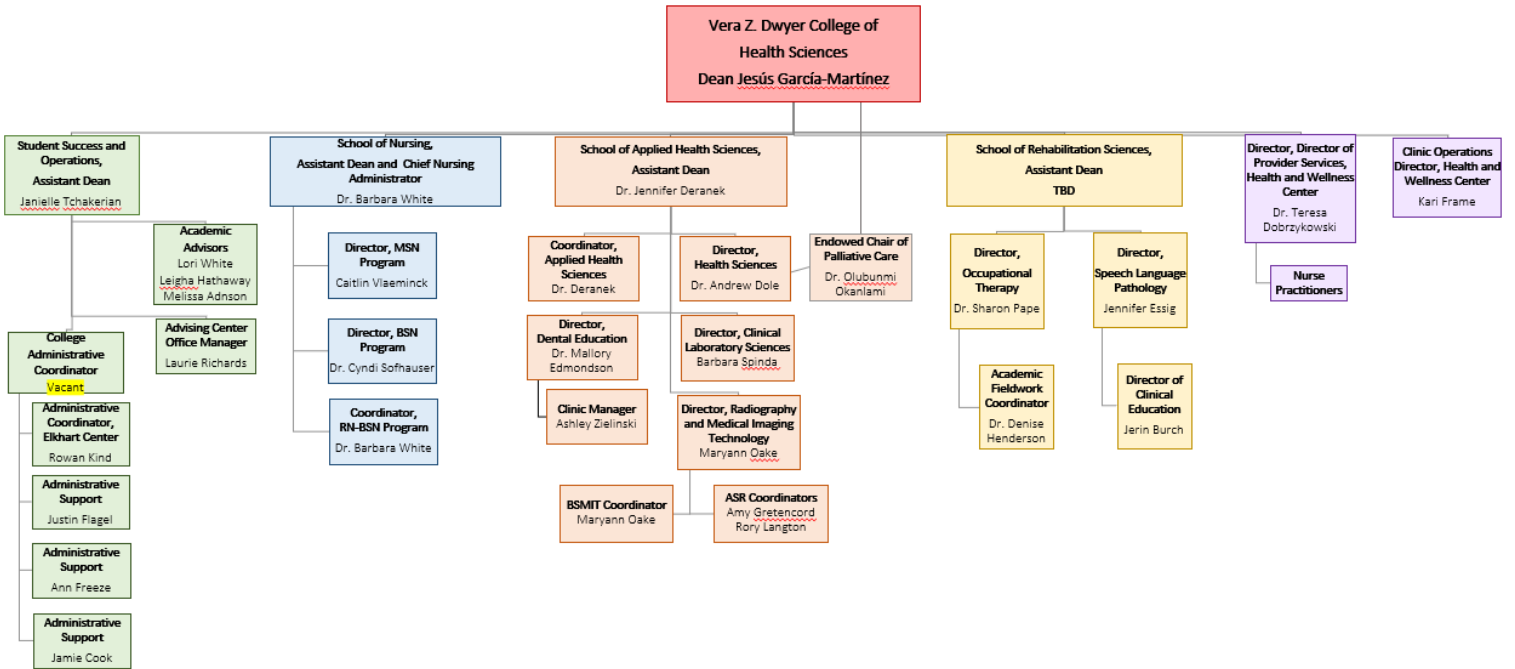 Vera Z. Dwyer College of
Health Sciences
Dean Jesús García-Martínez
Student Success and
Operations,
Assistant Dean
Janielle Tchakerian
Academic
Advisors
Lori White
Leigha Hathaway
Melissa Adnson
Advising Center
Office Manager
Laurie Richards
College
Administrative
Coordinator
Vacant
Administrative
Coordinator,
Elkhart Center
Rowan Kind
Administrative
Support
Justin Flagel
Administrative
Support
Ann Freeze
Administrative
Support
Jamie Cook
School of Nursing,
Assistant Dean and Chief Nursing
Administrator
Dr. Barbara White
Director, MSN
Program
Caitlin Vlaeminck
Director, BSN
Program
Dr. Cyndi Sofhauser
Coordinator,
RN-BSN Program
Dr. Barbara White
School of Applied Health Sciences,
Assistant Dean
Dr. Jennifer Deranek
Coordinator,
Applied Health
Sciences
Dr. Deranek
Director,
Health Sciences
Dr. Andrew Dole
Endowed Chair of
Palliative Care
Dr. Olubunmi
Okanlami
Director,
Dental Education
Dr. Mallory
Edmondson
Director, Clinical
Laboratory Sciences
Barbara Spinda
Clinic Manager
Ashley Zielinski
Director, Radiography
and Medical Imaging
Technology
Maryann Oake
BSMIT Coordinator
Maryann Oake
ASR Coordinators
Amy Gretencord
Rory Langton
School of Rehabilitation Sciences,
Assistant Dean
TBD
Director,
Occupational
Therapy
Dr. Sharon Pape
Director,
Speech Language
Pathology
Jennifer Essig
Academic
Fieldwork
Coordinator
Dr. Denise
Henderson
Director of
Clinical
Education
Jerin Burch
Director, Director of
Provider Services,
Health and Wellness
Center
Dr. Teresa
Dobrzykowski
Nurse
Practitioners
Clinic Operations
Director, Health and
Wellness Center
Kari Frame